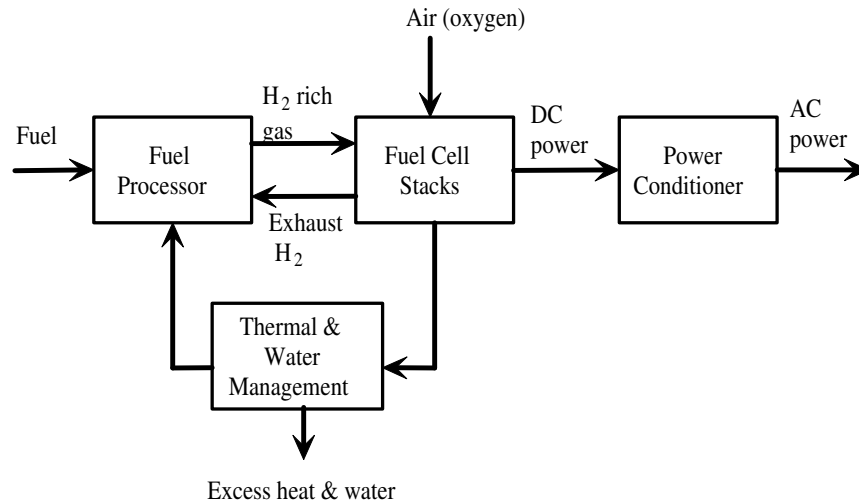 Air (oxygen)
H₂ rich
gas
Fuel
Fuel
Processor
Fuel Cell
Stacks
DC
power
Power
Conditioner
AC
power
Exhaust
H₂
Thermal &
Water
Management
Excess heat & water